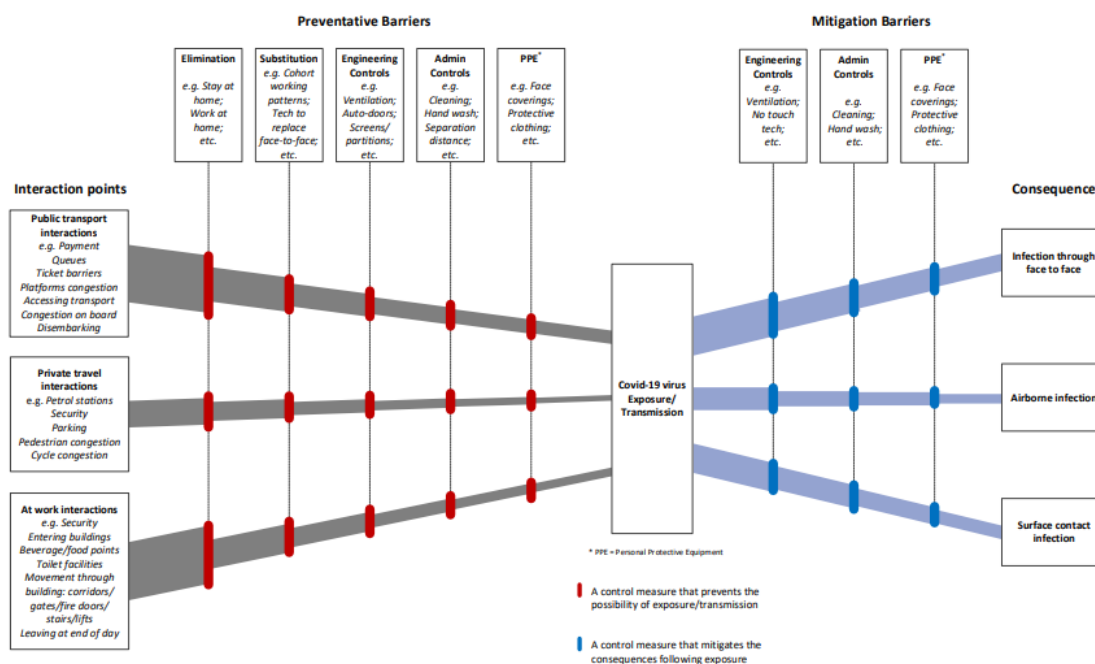 Preventative Barriers
Mitigation Barriers
Elimination
e.g. Stay at
home;
Work at
home;
etc.
Substitution
e.g. Cohort
working
patterns;
Tech to
replace
face-to-face;
etc.
Engineering
Controls
e.g.
Ventilation;
Auto-doors;
Screens/
partitions;
etc.
Admin
Controls
e.g.
Cleaning;
Hand wash;
Separation
distance;
etc.
PPE*
e.g. Face
coverings;
Protective
clothing;
etc.
Engineering
Controls
e.g.
Ventilation;
No touch
tech;
etc.
Admin
Controls
e.g.
Cleaning;
Hand wash;
etc.
PPE*
e.g. Face
coverings;
Protective
clothing;
etc.
Interaction points
Consequence
Public transport
interactions
e.g. Payment
Queues
Ticket barriers
Platforms congestion
Accessing transport
Congestion on board
Disembarking
Private travel
interactions
e.g. Petrol stations
Security
Parking
Pedestrian congestion
Cycle congestion
At work interactions
e.g. Security
Entering buildings
Beverage/food points
Toilet facilities
Movement through
building: corridors/
gates/fire doors/
stairs/lifts
Leaving at end of day
Covid-19 virus
Exposure/
Transmission
Infection through
face to face
Airborne infection
Surface contact
infection
* PPE = Personal Protective Equipment
A control measure that prevents the
possibility of exposure/transmission
A control measure that mitigates the
consequences following exposure